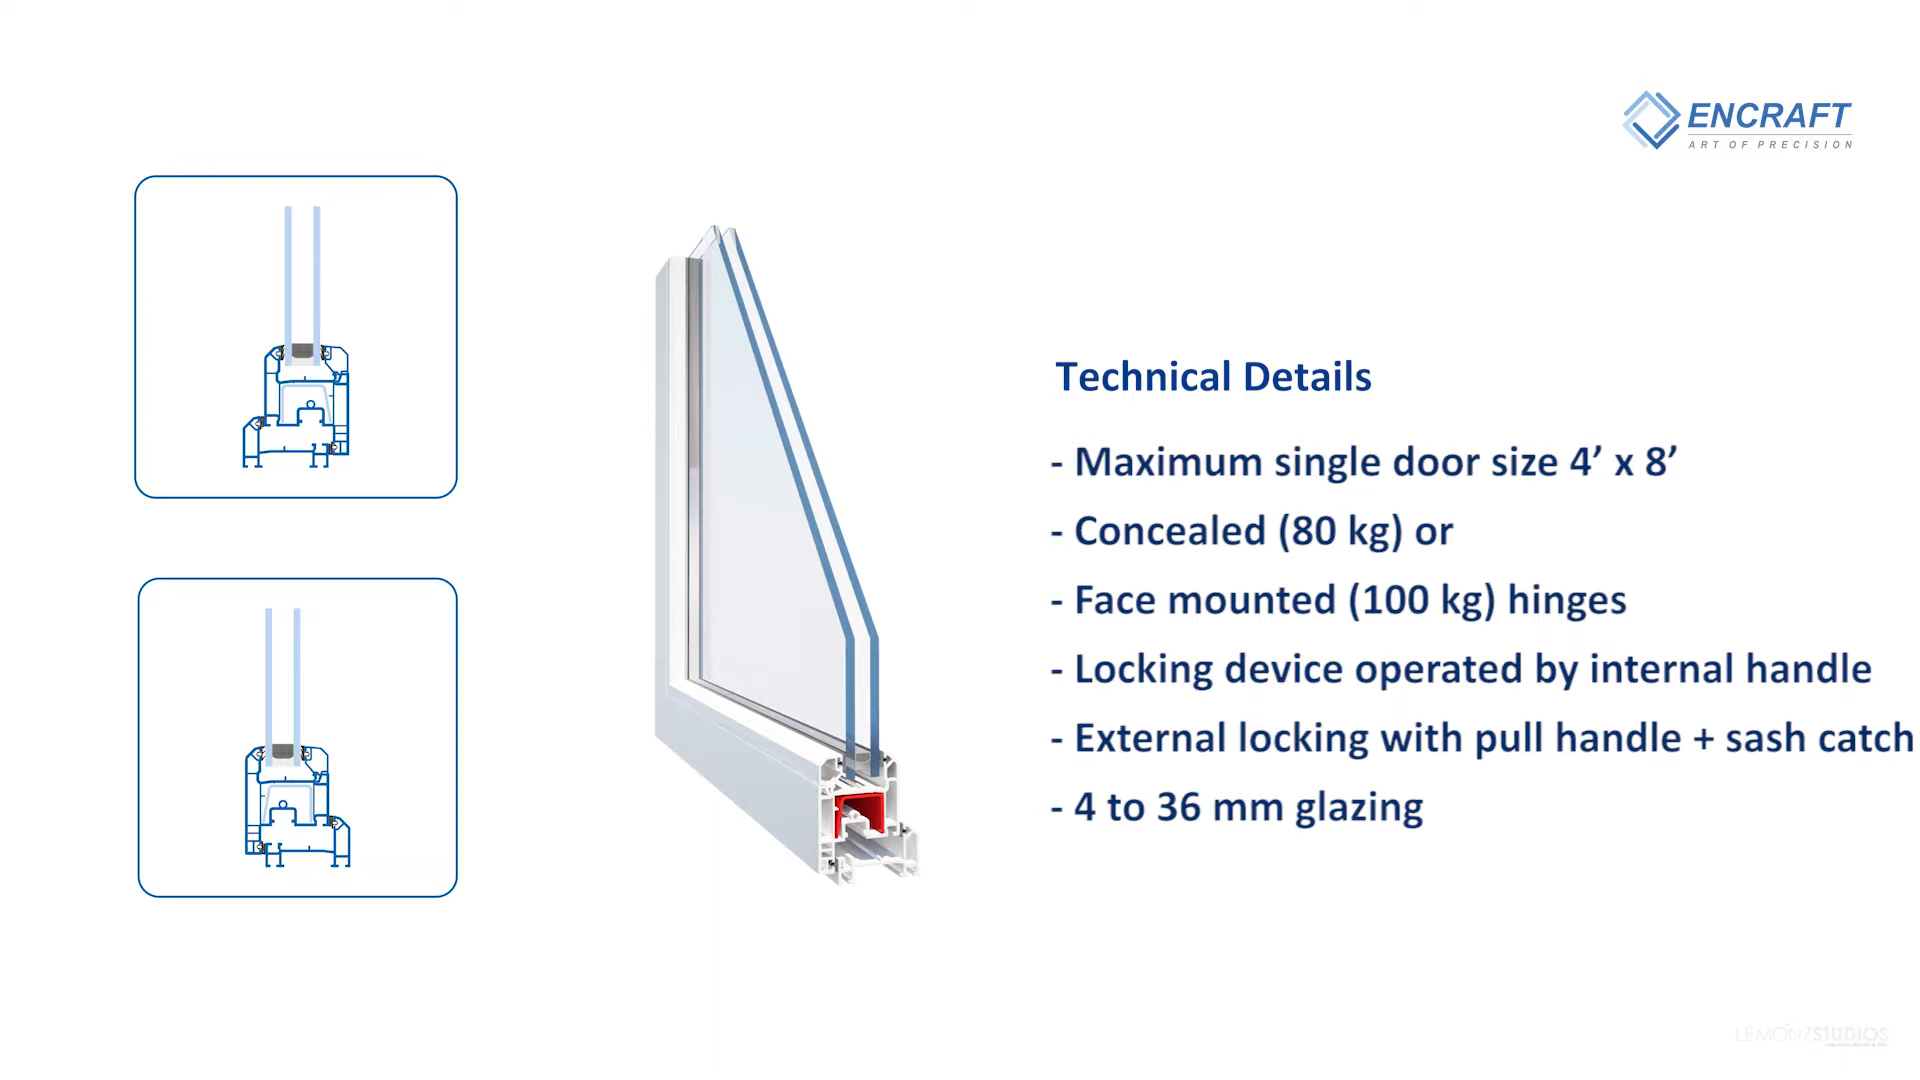 ENCRAFT
ART OF PRECISION
Technical Details
- Maximum single door size 4’ x 8’
- Concealed (80 kg) or
- Face mounted (100 kg) hinges
- Locking device operated by internal handle
- External locking with pull handle + sash catch
- 4 to 36 mm glazing
LEMONZSTUDIOS